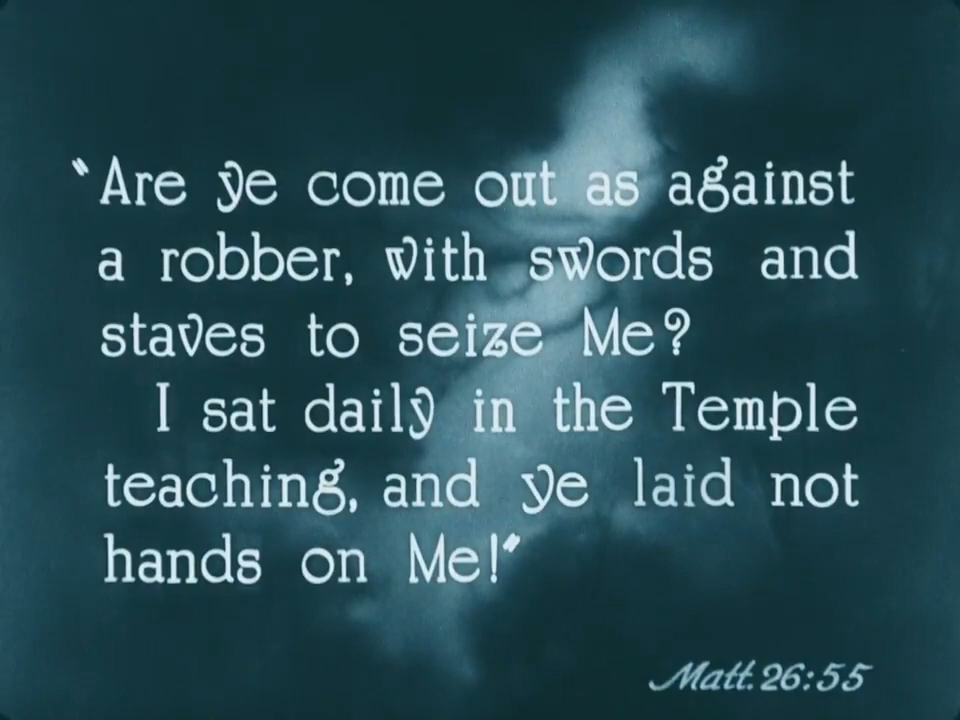 "Are ye come out as against
a robber, with swords and
staves to seize Me?
I sat daily in the Temple
teaching, and ye laid not
hands on Me!"
Matt. 26:55